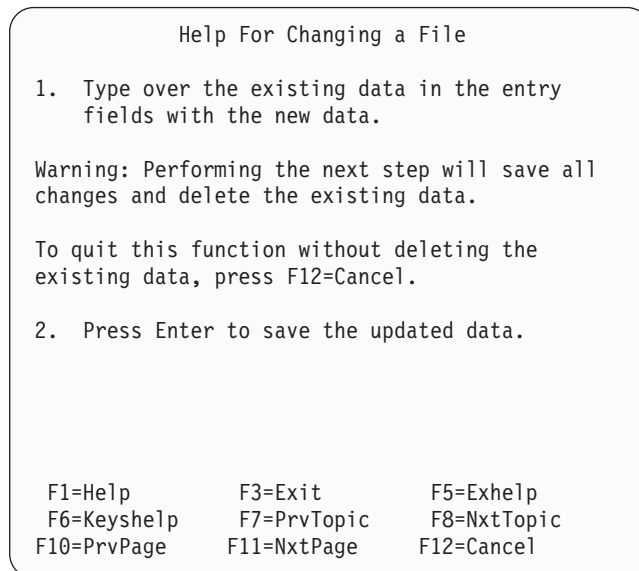 Help For Changing a File
1. Type over the existing data in the entry
fields with the new data.
Warning: Performing the next step will save all
changes and delete the existing data.
To quit this function without deleting the
existing data, press F12=Cancel.
2. Press Enter to save the updated data.
F1=Help F3=Exit F5=Exhelp
F6=Keyshelp F7=PrvTopic F8=NxtTopic
F10=PrvPage F11=NxtPage F12=Cancel